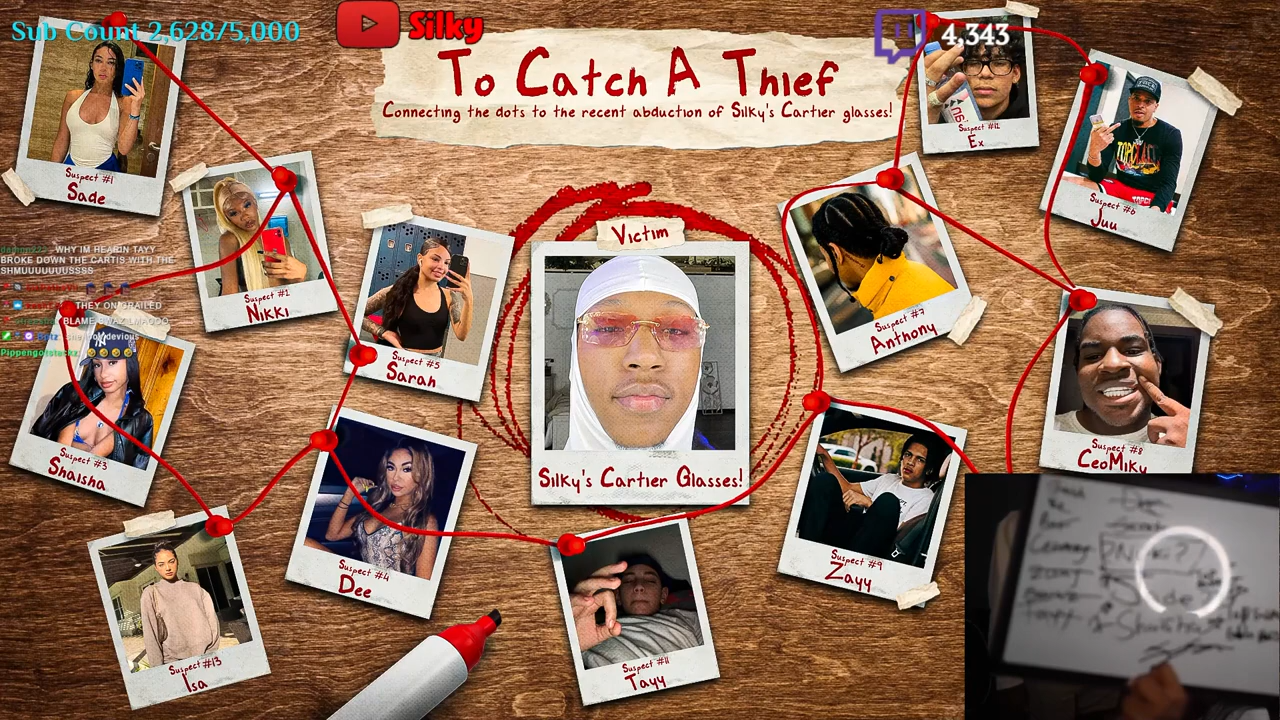 Sub Count 2,628/5,000
Silky
4,343
To Catch A Thief
Connecting the dots to the recent abduction of Silky's Cartier glasses!
Suspect #1
Sade
Suspect #2
Nikki
Suspect #5
Sarah
Victim
Silky's Cartier Glasses!
Suspect #12
Ex
Suspect #6
Juu
Suspect #7
Anthony
Suspect #8
CeoMiky
WHY IM HEARIN TAYY
BROKE DOWN THE CARTIS WITH THE
SHMUUUUUUUSSSS
THEY ON GRAILED
devious
Suspect #3
Shaisha
Suspect #4
Dee
Suspect #9
Zayy
Suspect #13
Isa
Suspect #11
Tayy